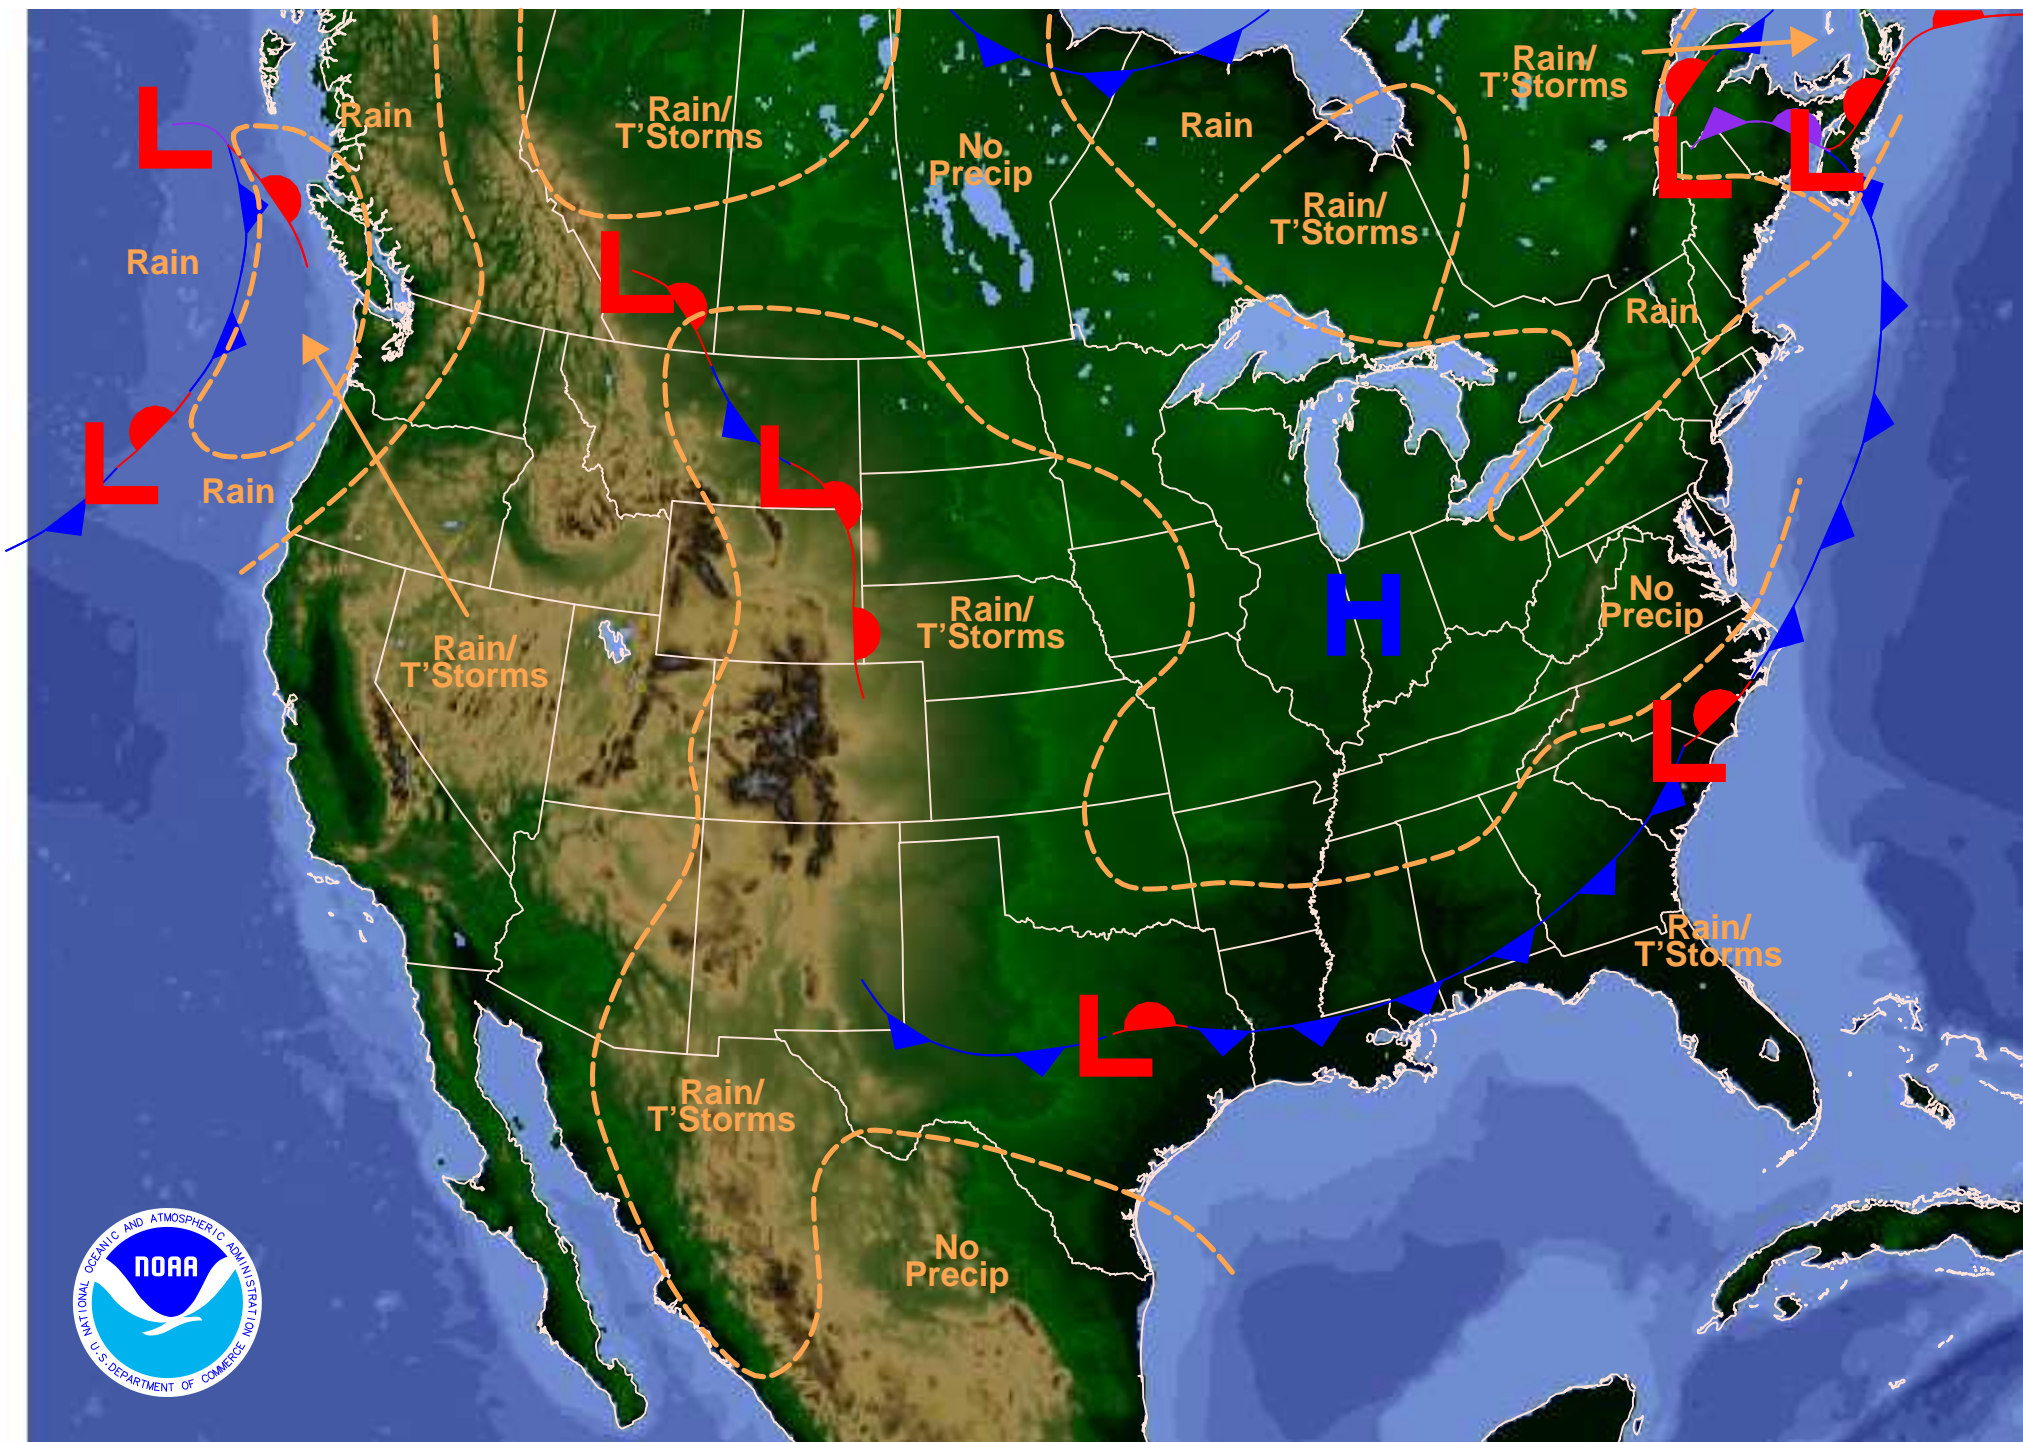 Rain/
T'Storms
Rain
Rain/
T'Storms
Rain
No
Precip
Rain/
T'Storms
Rain
L
L
L
L
Rain
L
L
L
Rain
H
No
Precip
Rain/
T'Storms
Rain/
T'Storms
L
Rain/
T'Storms
L
Rain/
T'Storms
No
Precip
NATIONAL OCEANIC AND ATMOSPHERIC ADMINISTRATION
NOAA
U.S. DEPARTMENT OF COMMERCE